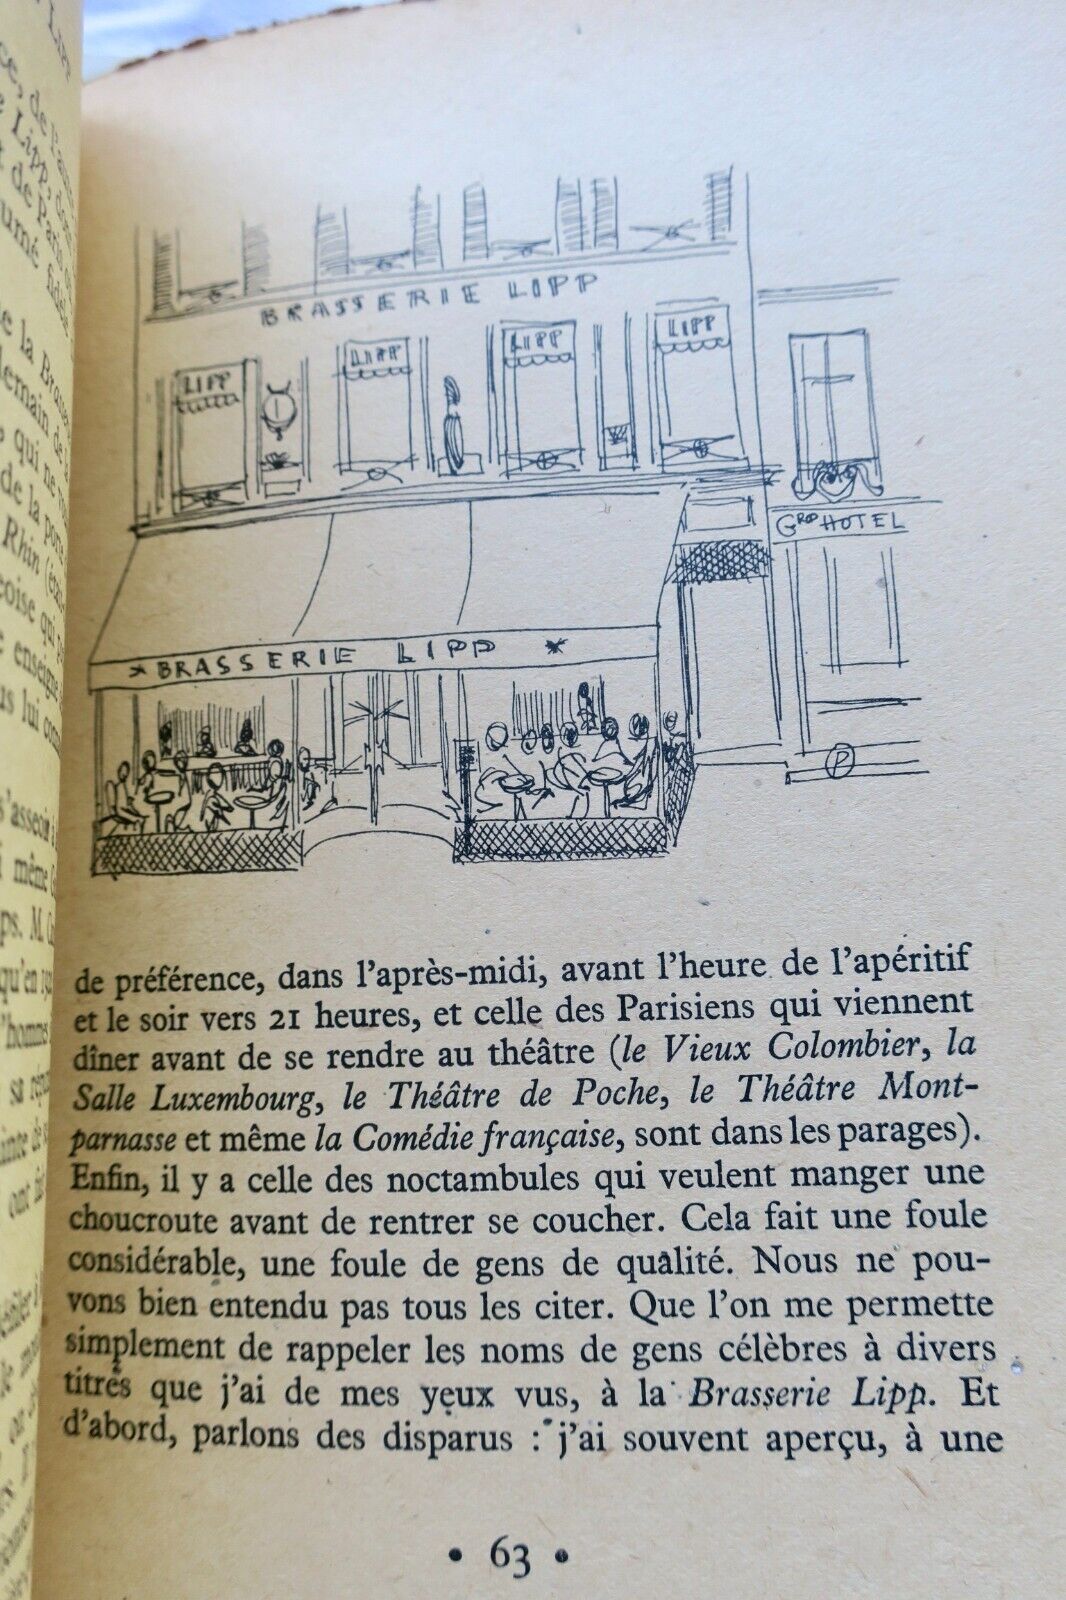 BRASSERIE LIPP
LIPP
LIPP
LIPP
LIPP
GRAND HOTEL
* BRASSERIE LIPP *
P
de préférence, dans l'après-midi, avant l'heure de l'apéritif
et le soir vers 21 heures, et celle des Parisiens qui viennent
dîner avant de se rendre au théâtre (le Vieux Colombier, la
Salle Luxembourg, le Théâtre de Poche, le Théâtre Mont-
parnasse et même la Comédie française, sont dans les parages).
Enfin, il y a celle des noctambules qui veulent manger une
choucroute avant de rentrer se coucher. Cela fait une foule
considérable, une foule de gens de qualité. Nous ne pou-
vons bien entendu pas tous les citer. Que l'on me permette
simplement de rappeler les noms de gens célèbres à divers
titres que j'ai de mes yeux vus, à la Brasserie Lipp. Et
d'abord, parlons des disparus : j'ai souvent aperçu, à une
• 63 •